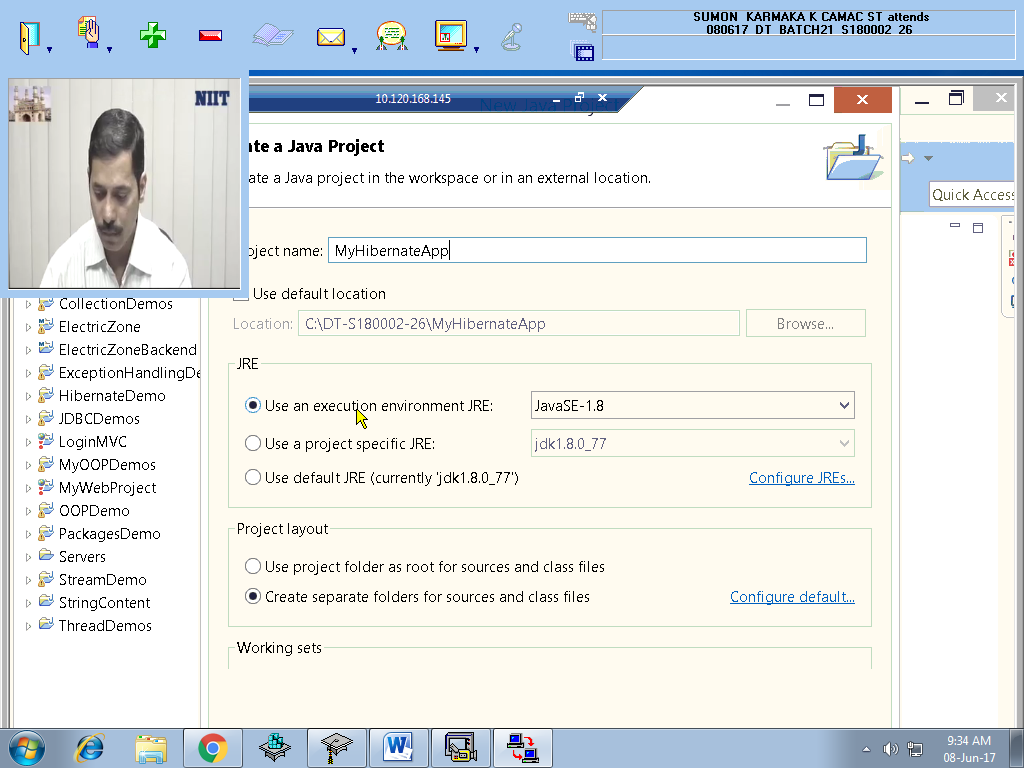 SUMON KARMAKA K CAMAC ST attends
080617 DT BATCH21 S180002 26
NIIT
10.120.168.145
New Java Project
ate a Java Project
ate a Java project in the workspace or in an external location.
Quick Access
oject name: MyHibernateApp
Use default location
Location: C:\DT-S180002-26\MyHibernateApp
Browse...
CollectionDemos
ElectricZone
ElectricZoneBackend
ExceptionHandlingDe
HibernateDemo
JDBCDemos
LoginMVC
MyOOPDemos
MyWebProject
OOPDemo
PackagesDemo
Servers
StreamDemo
StringContent
ThreadDemos
JRE
Use an execution environment JRE: JavaSE-1.8
Use a project specific JRE: jdk1.8.0_77
Use default JRE (currently 'jdk1.8.0_77') Configure JREs...
Project layout
Use project folder as root for sources and class files
Create separate folders for sources and class files Configure default...
Working sets
9:34 AM
08-Jun-17